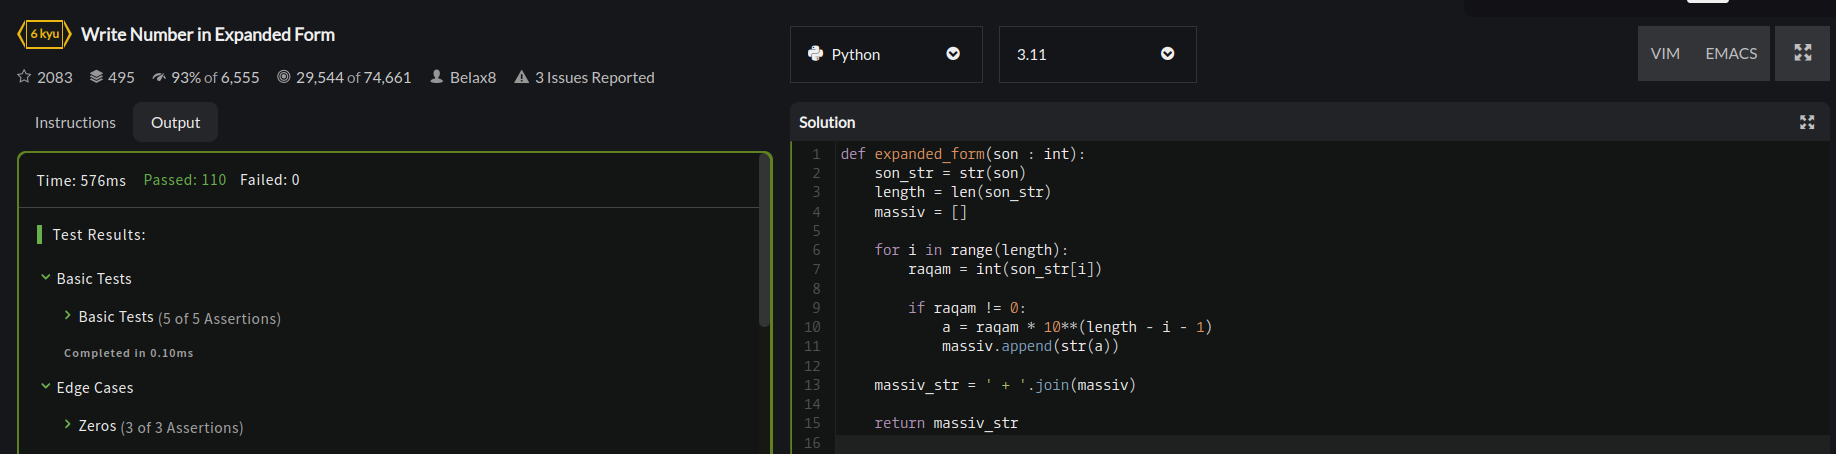 6 kyu Write Number in Expanded Form
2083 495 93% of 6,555 29,544 of 74,661 Belax8 3 Issues Reported
Instructions Output
Time: 576ms Passed: 110 Failed: 0
Test Results:
Basic Tests
Basic Tests (5 of 5 Assertions)
Completed in 0.10ms
Edge Cases
Zeros (3 of 3 Assertions)
Python 3.11 VIM EMACS
Solution
1 def expanded_form(son : int):
2     son_str = str(son)
3     length = len(son_str)
4     massiv = []
5
6     for i in range(length):
7         raqam = int(son_str[i])
8
9         if raqam != 0:
10             a = raqam * 10**(length - i - 1)
11             massiv.append(str(a))
12
13     massiv_str = ' + '.join(massiv)
14
15     return massiv_str
16